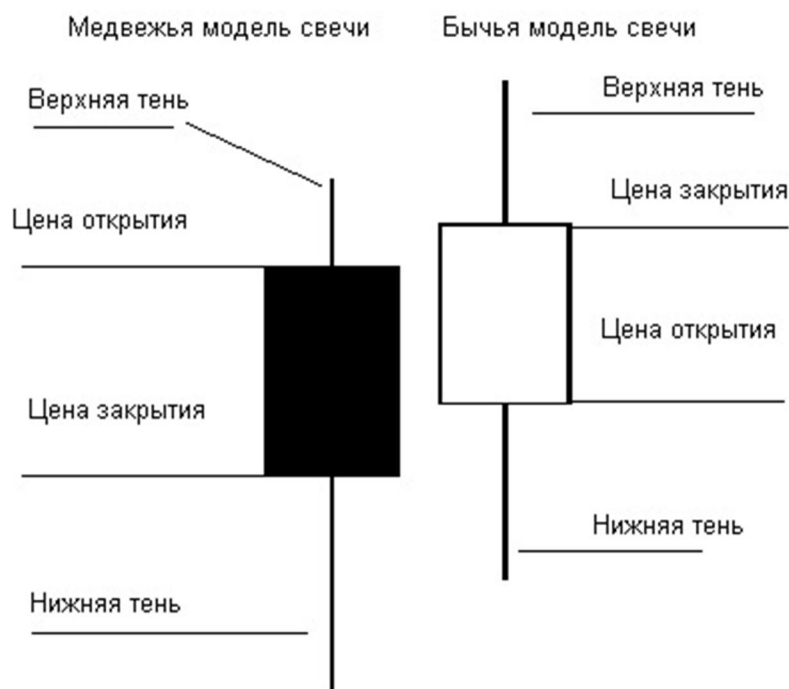 Медвежья модель свечи
Бычья модель свечи
Верхняя тень
Верхняя тень
Цена закрытия
Цена открытия
Цена открытия
Цена закрытия
Нижняя тень
Нижняя тень